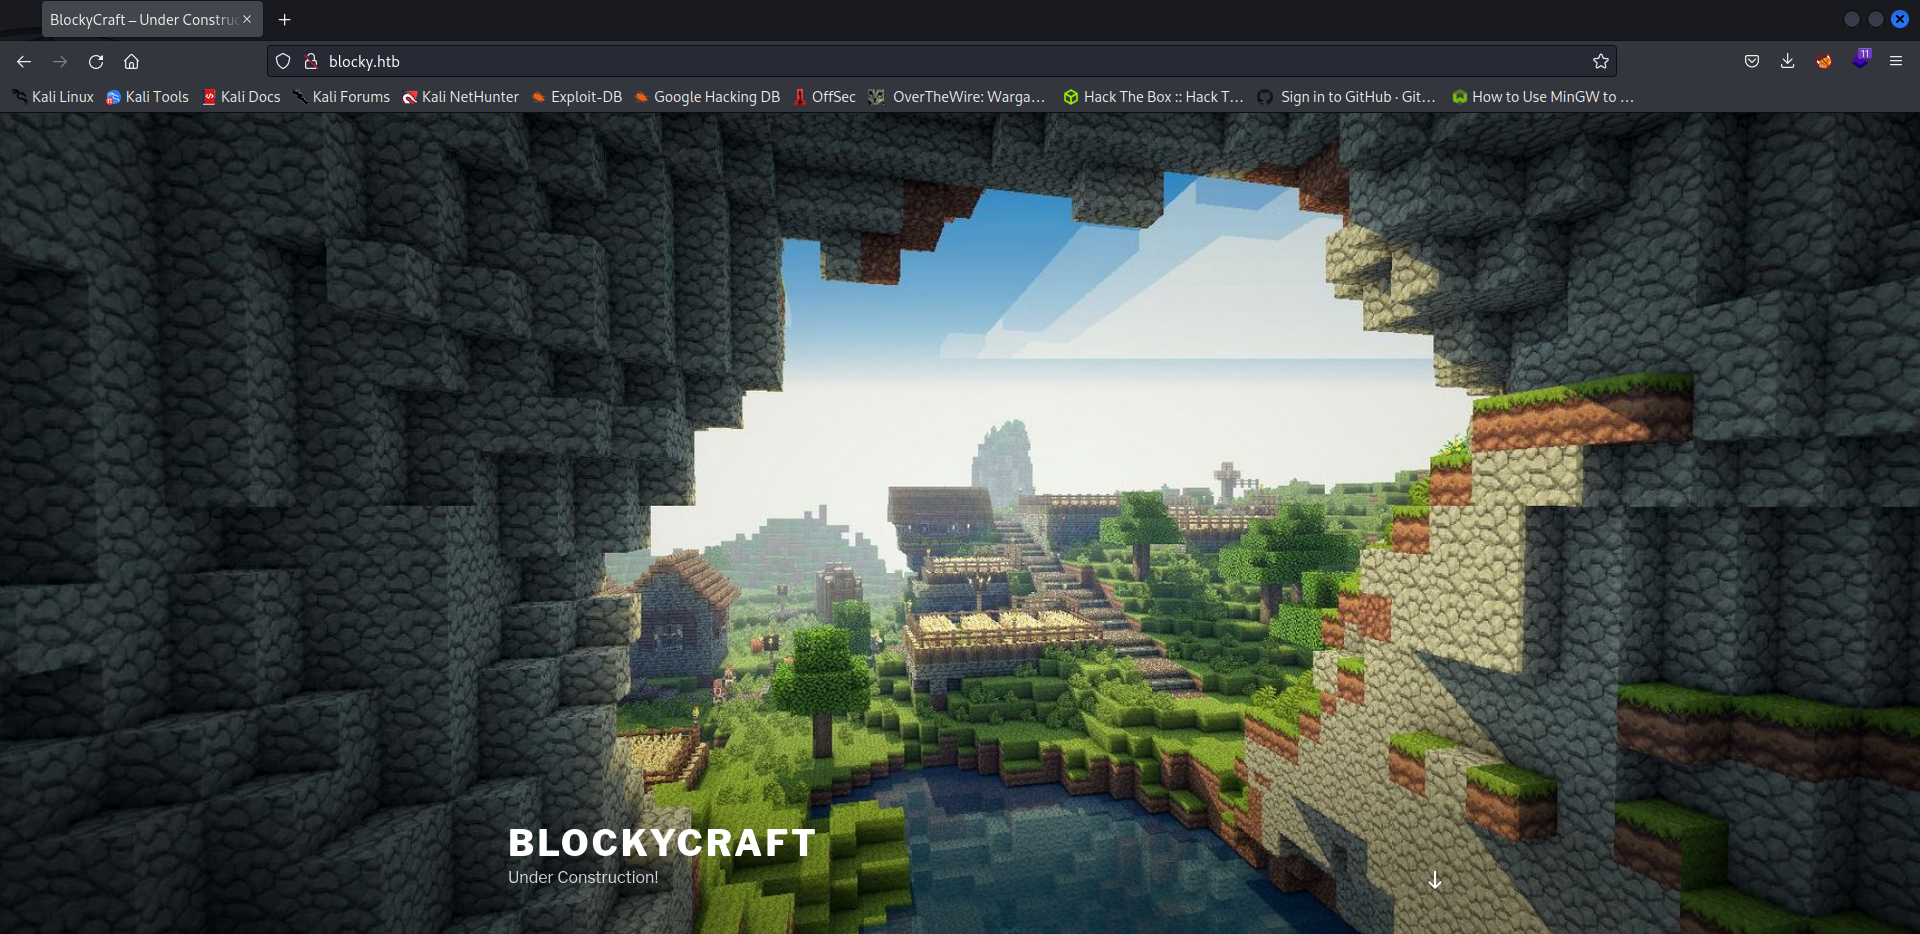 BlockyCraft – Under Construc
blocky.htb
11
Kali Linux Kali Tools Kali Docs Kali Forums Kali NetHunter Exploit-DB Google Hacking DB OffSec OverTheWire: Warga… Hack The Box :: Hack T… Sign in to GitHub · Git… How to Use MinGW to …
BLOCKYCRAFT
Under Construction!